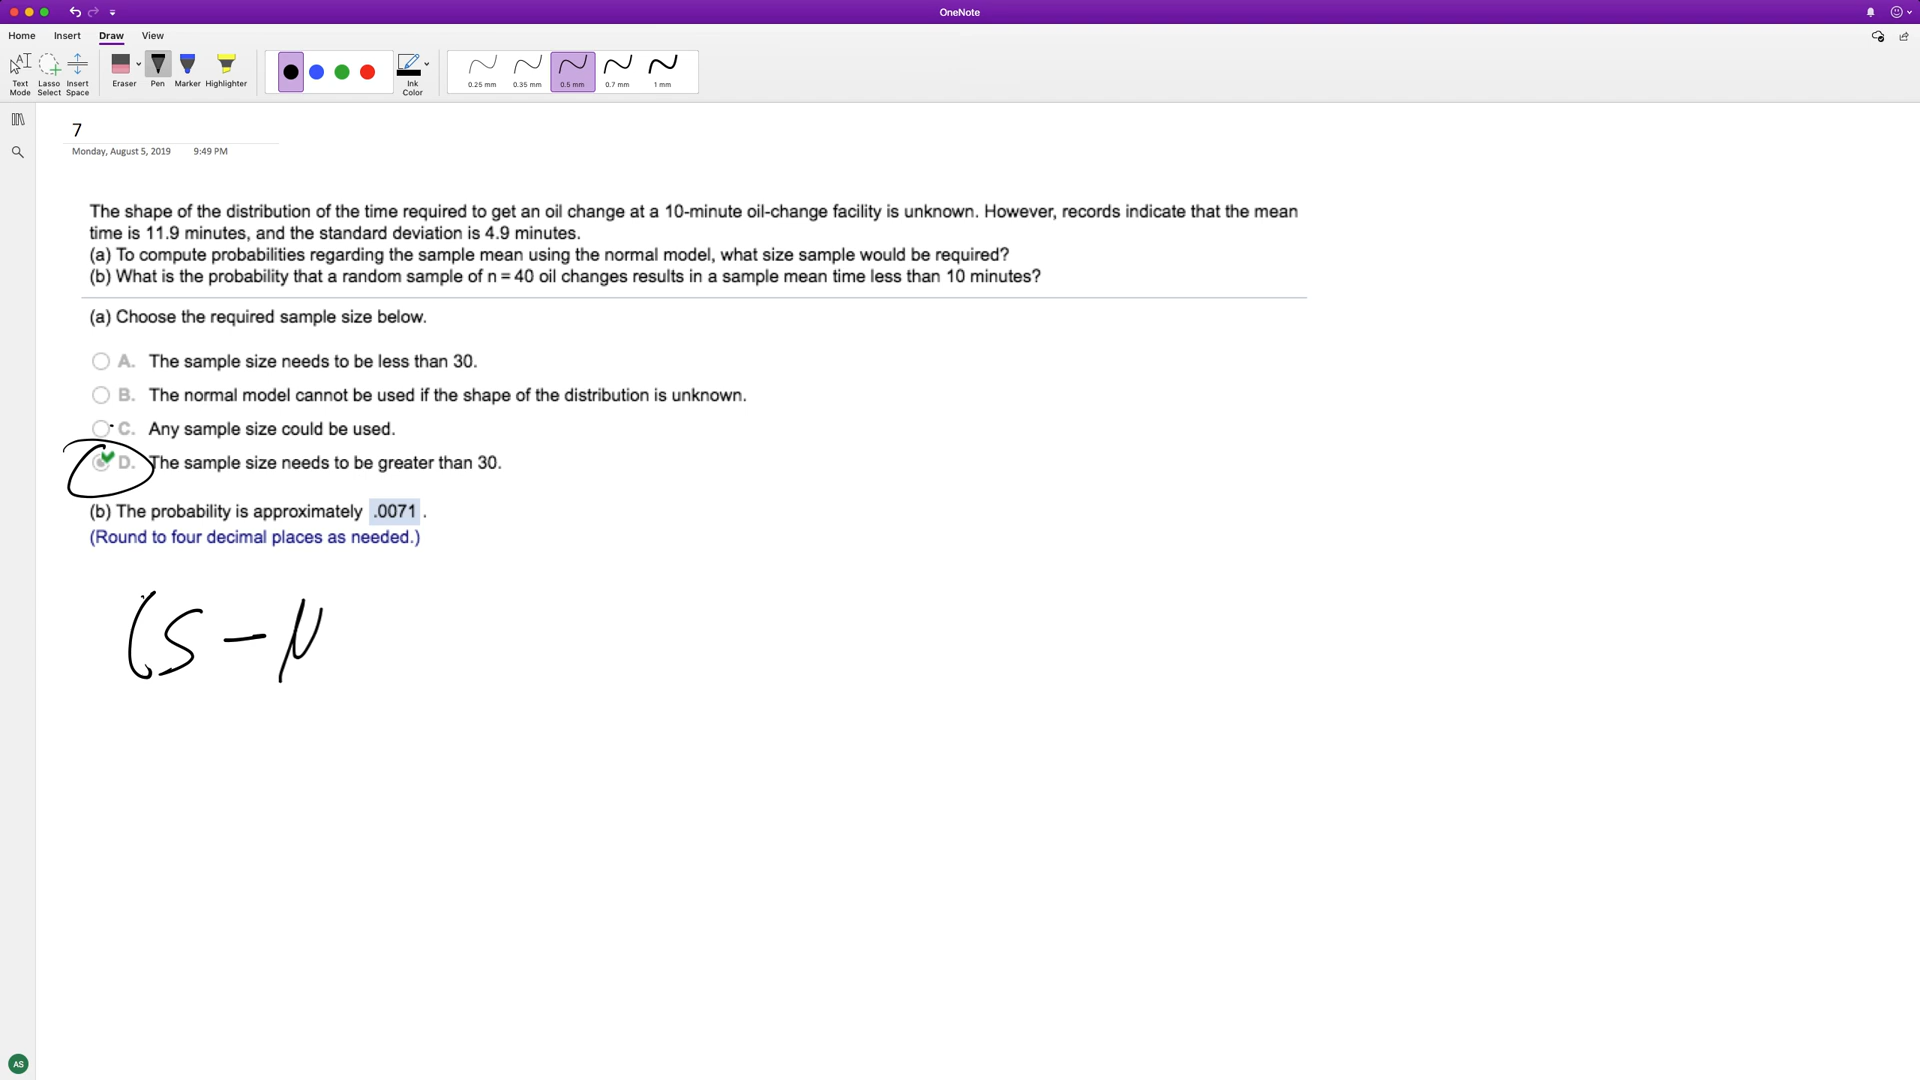 OneNote
Home Insert Draw View
Text Mode Lasso Select Insert Space Eraser Pen Marker Highlighter Ink Color 0.25 mm 0.35 mm 0.5 mm 0.7 mm 1 mm
7
Monday, August 5, 2019 9:49 PM
The shape of the distribution of the time required to get an oil change at a 10-minute oil-change facility is unknown. However, records indicate that the mean
time is 11.9 minutes, and the standard deviation is 4.9 minutes.
(a) To compute probabilities regarding the sample mean using the normal model, what size sample would be required?
(b) What is the probability that a random sample of n = 40 oil changes results in a sample mean time less than 10 minutes?
(a) Choose the required sample size below.
A. The sample size needs to be less than 30.
B. The normal model cannot be used if the shape of the distribution is unknown.
C. Any sample size could be used.
D. The sample size needs to be greater than 30.
(b) The probability is approximately .0071 .
(Round to four decimal places as needed.)
(s - μ
AS